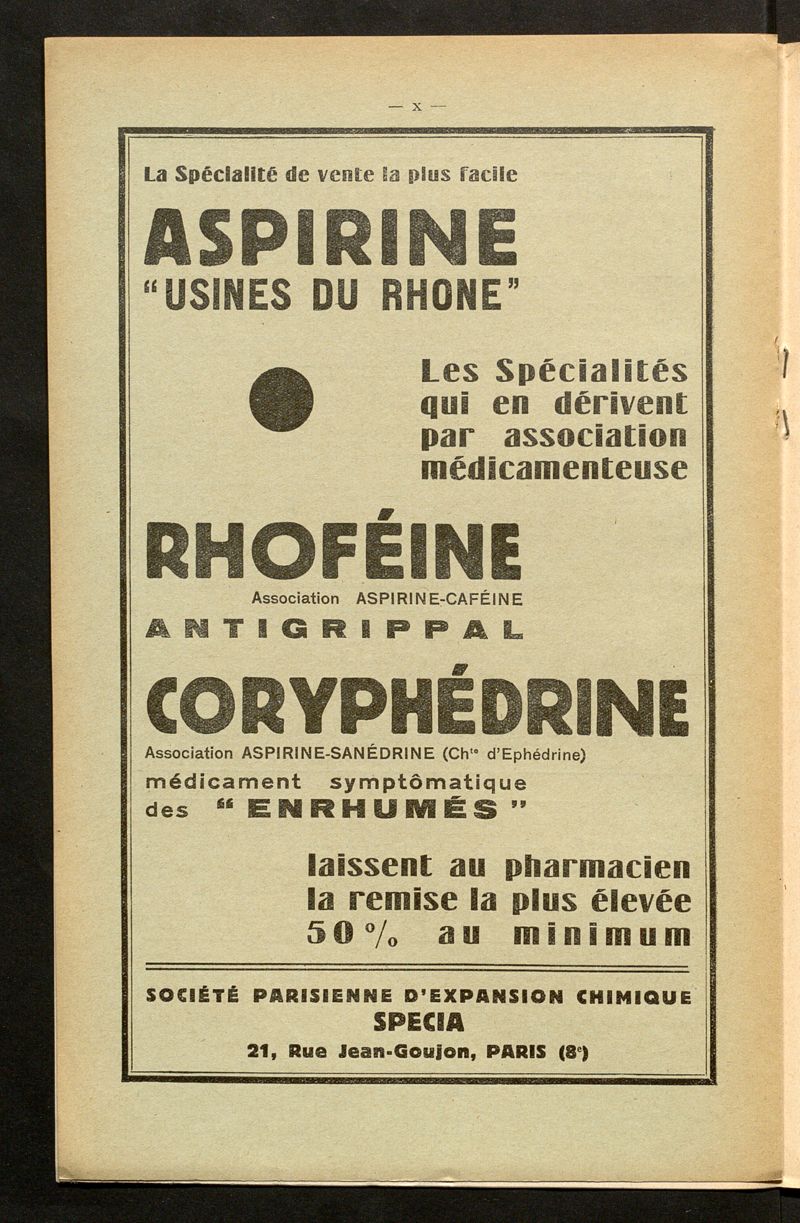 — X —
La Spécialité de vente la plus facile
ASPIRINE
“USINES DU RHONE”
Les Spécialités
qui en dérivent
par association
médicamenteuse
RHOFÉINE
Association ASPIRINE-CAFÉINE
ANTIGRIPPAL
CORYPHÉDRINE
Association ASPIRINE-SANÉDRINE (Chte d’Ephédrine)
médicament symptômatique
des “ENRHUMÉS”
laissent au pharmacien
la remise la plus élevée
50% au minimum
SOCIÉTÉ PARISIENNE D’EXPANSION CHIMIQUE
SPECIA
21, Rue Jean-Goujon, PARIS (8e)